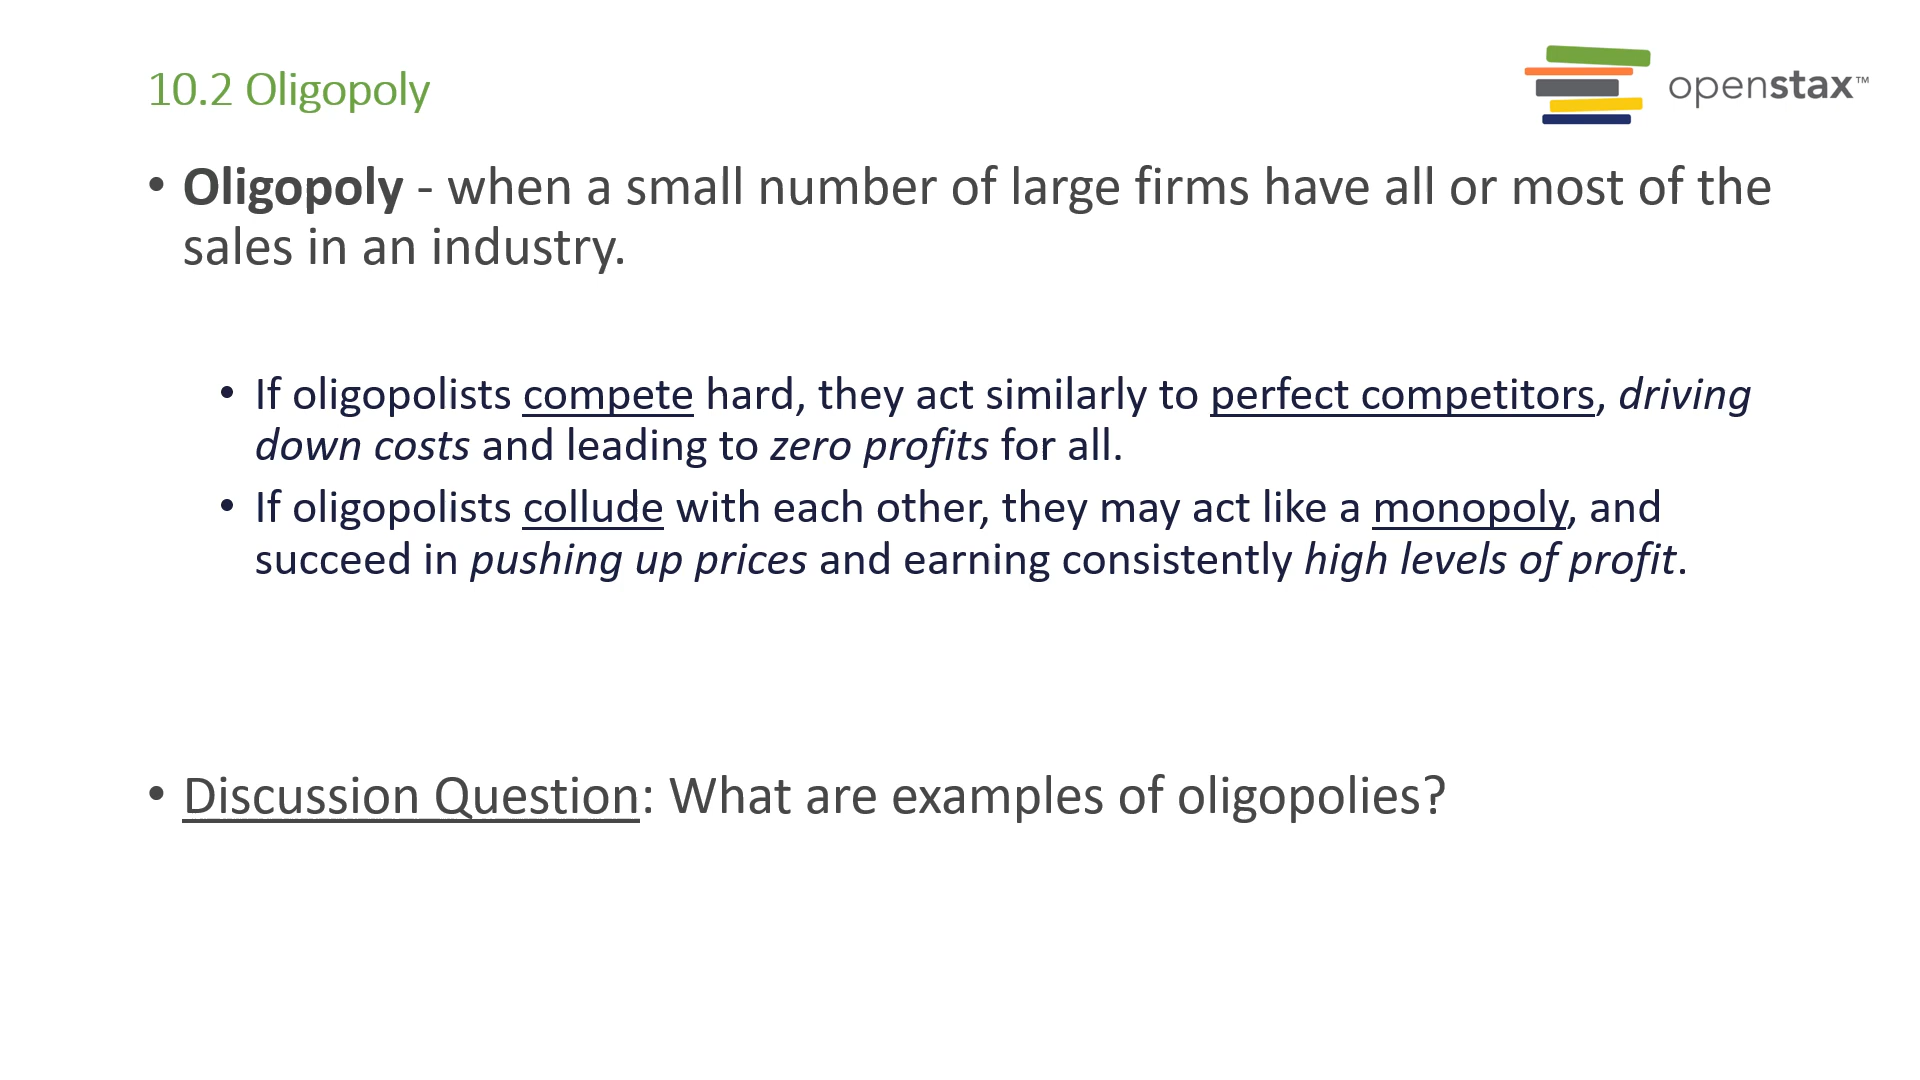 10.2 Oligopoly
openstax™
• Oligopoly - when a small number of large firms have all or most of the
sales in an industry.
• If oligopolists compete hard, they act similarly to perfect competitors, driving
down costs and leading to zero profits for all.
• If oligopolists collude with each other, they may act like a monopoly, and
succeed in pushing up prices and earning consistently high levels of profit.
• Discussion Question: What are examples of oligopolies?